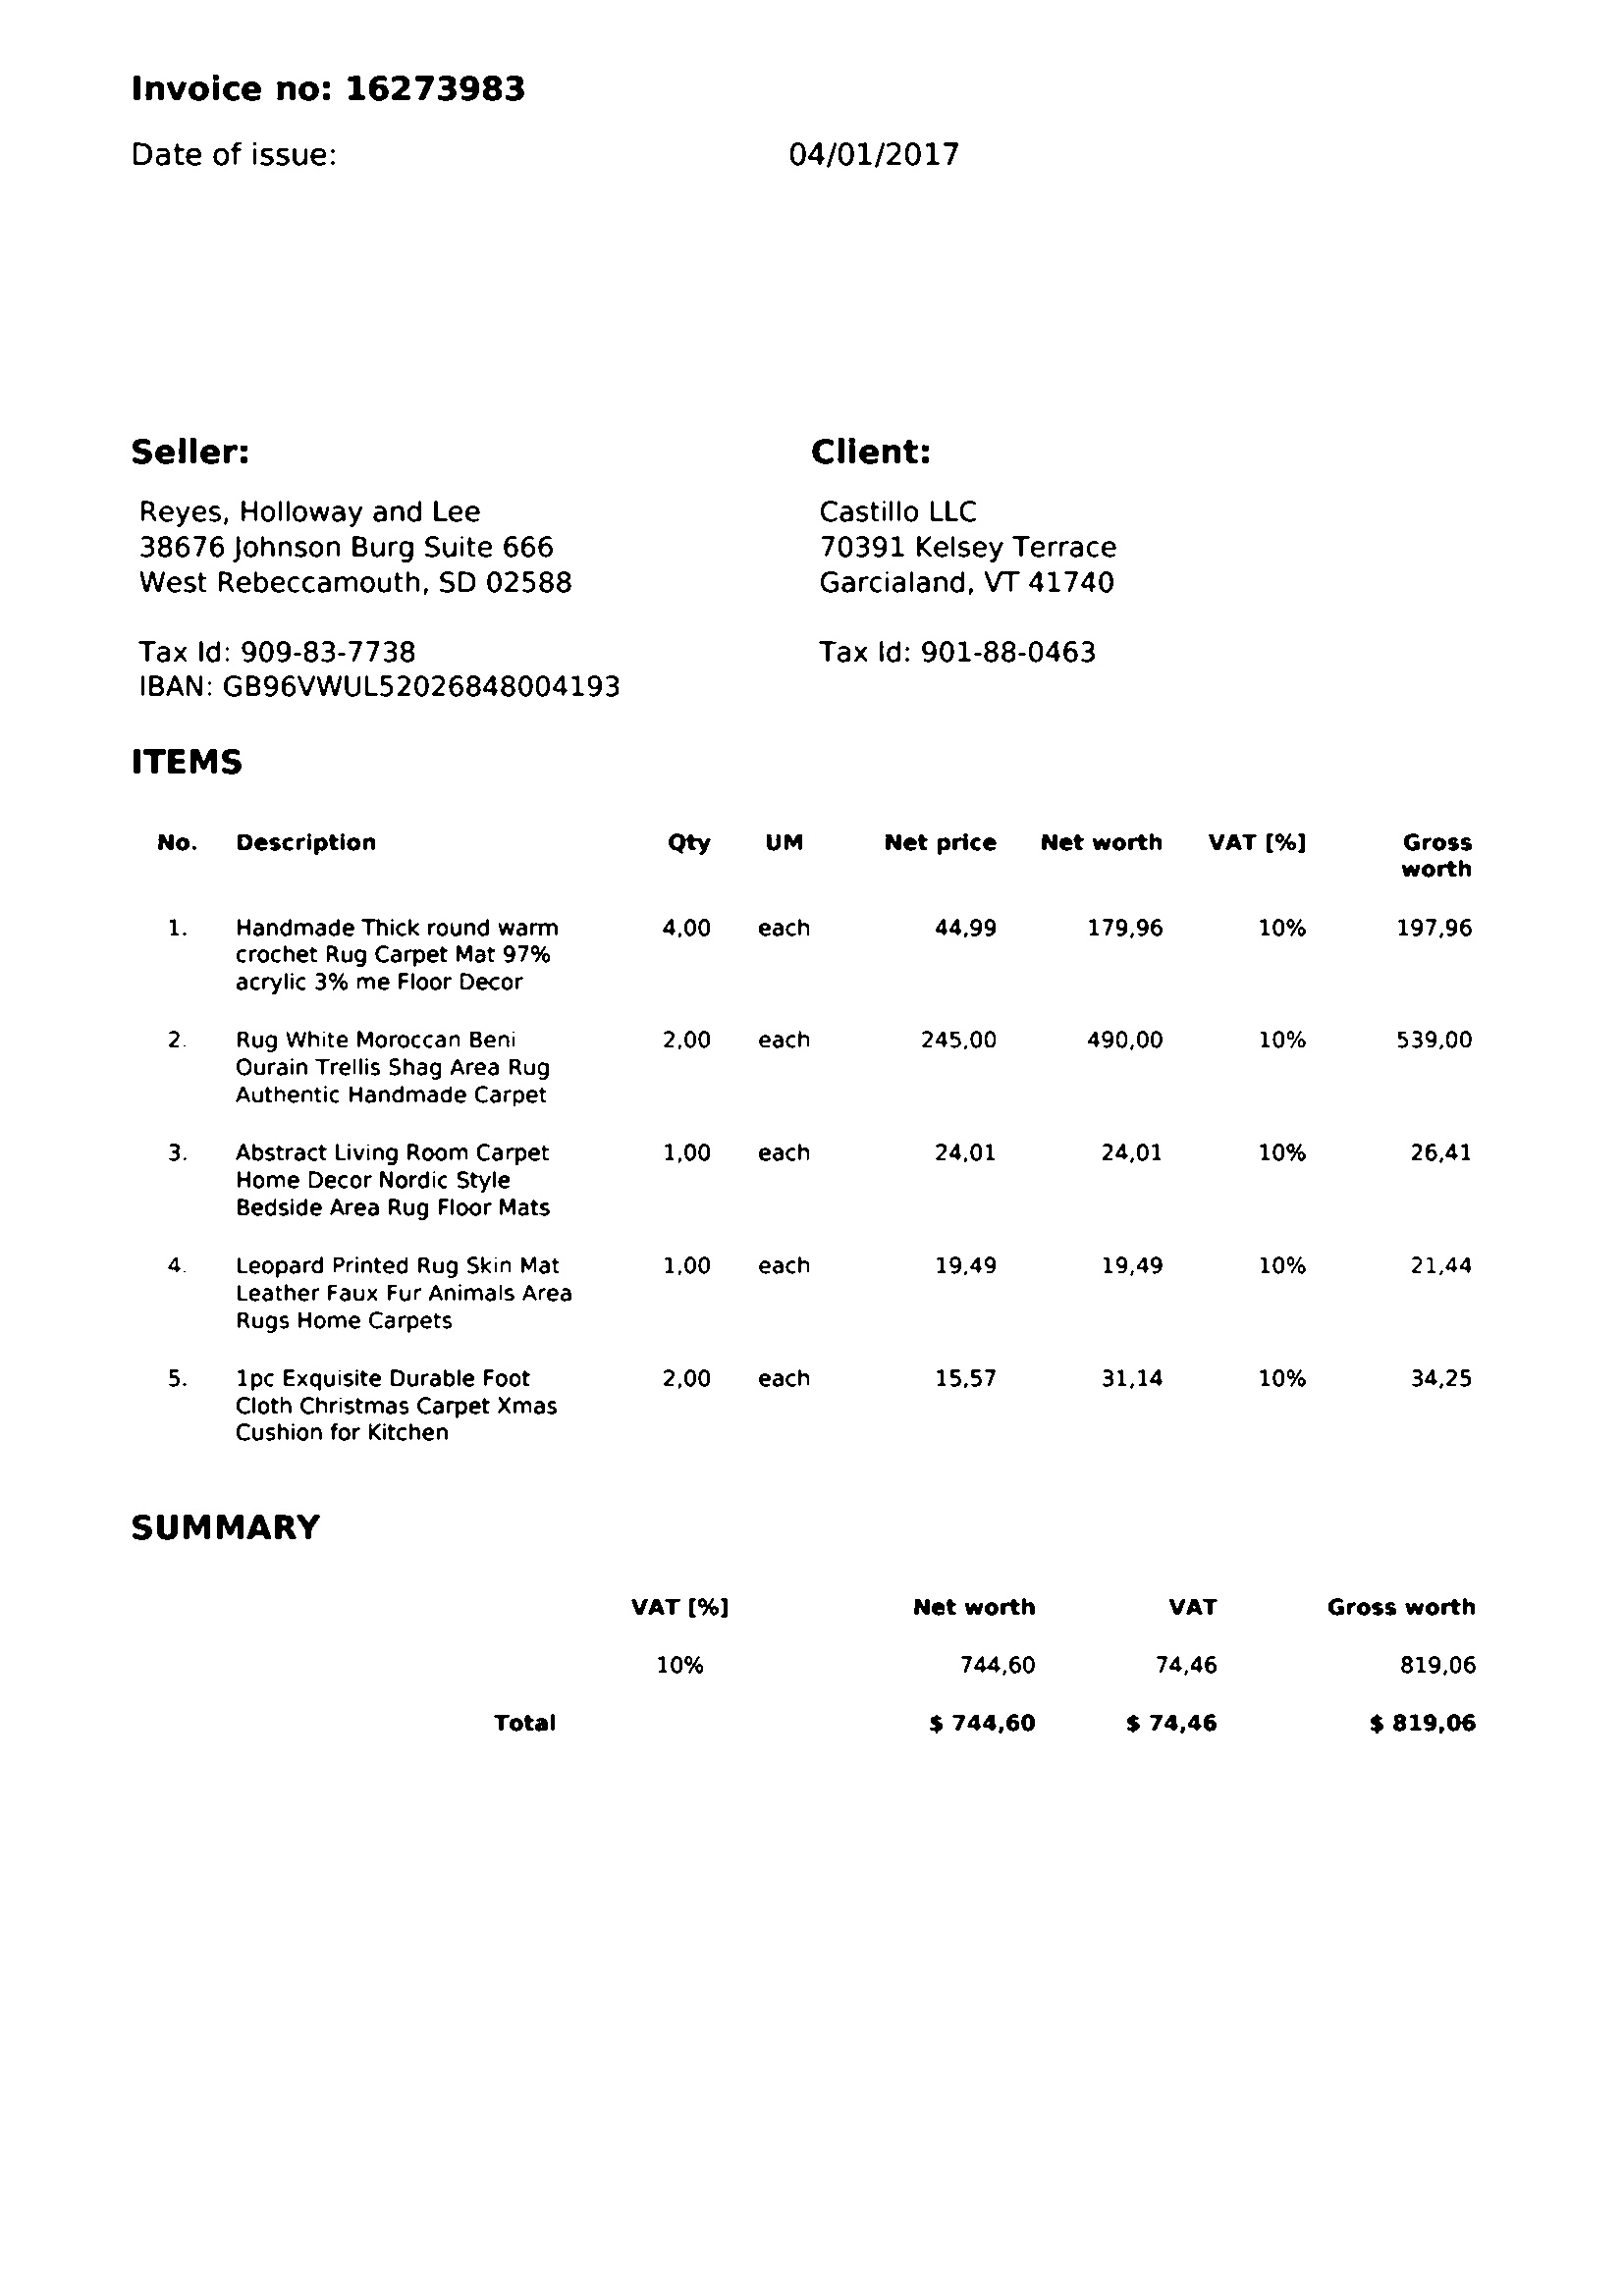 Invoice no: 16273983
Date of issue: 04/01/2017
Seller:
Reyes, Holloway and Lee
38676 Johnson Burg Suite 666
West Rebeccamouth, SD 02588
Tax Id: 909-83-7738
IBAN: GB96VWUL52026848004193
Client:
Castillo LLC
70391 Kelsey Terrace
Garcialand, VT 41740
Tax Id: 901-88-0463
ITEMS
No. Description Qty UM Net price Net worth VAT [%] Gross
worth
1. Handmade Thick round warm 4,00 each 44,99 179,96 10% 197,96
crochet Rug Carpet Mat 97%
acrylic 3% me Floor Decor
2. Rug White Moroccan Beni 2,00 each 245,00 490,00 10% 539,00
Ourain Trellis Shag Area Rug
Authentic Handmade Carpet
3. Abstract Living Room Carpet 1,00 each 24,01 24,01 10% 26,41
Home Decor Nordic Style
Bedside Area Rug Floor Mats
4. Leopard Printed Rug Skin Mat 1,00 each 19,49 19,49 10% 21,44
Leather Faux Fur Animals Area
Rugs Home Carpets
5. 1pc Exquisite Durable Foot 2,00 each 15,57 31,14 10% 34,25
Cloth Christmas Carpet Xmas
Cushion for Kitchen
SUMMARY
VAT [%] Net worth VAT Gross worth
10% 744,60 74,46 819,06
Total $ 744,60 $ 74,46 $ 819,06